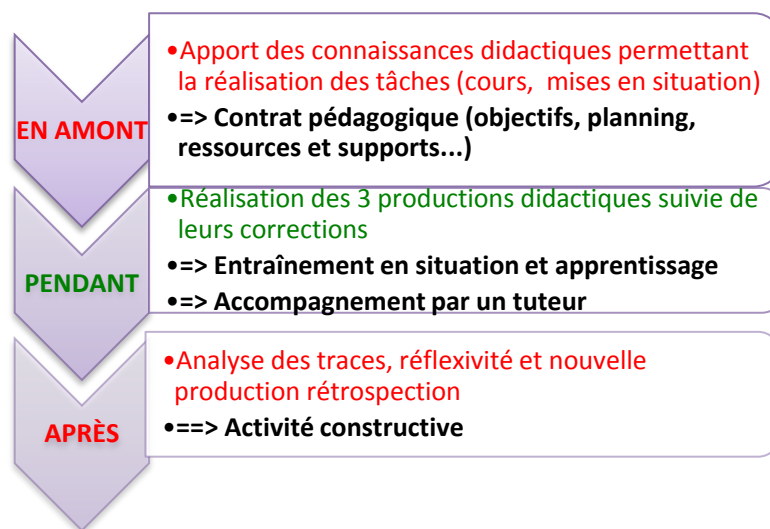 EN AMONT
•Apport des connaissances didactiques permettant
la réalisation des tâches (cours, mises en situation)
•=> Contrat pédagogique (objectifs, planning,
ressources et supports...)
PENDANT
•Réalisation des 3 productions didactiques suivie de
leurs corrections
•=> Entraînement en situation et apprentissage
•=> Accompagnement par un tuteur
APRÈS
•Analyse des traces, réflexivité et nouvelle
production rétrospection
•==> Activité constructive